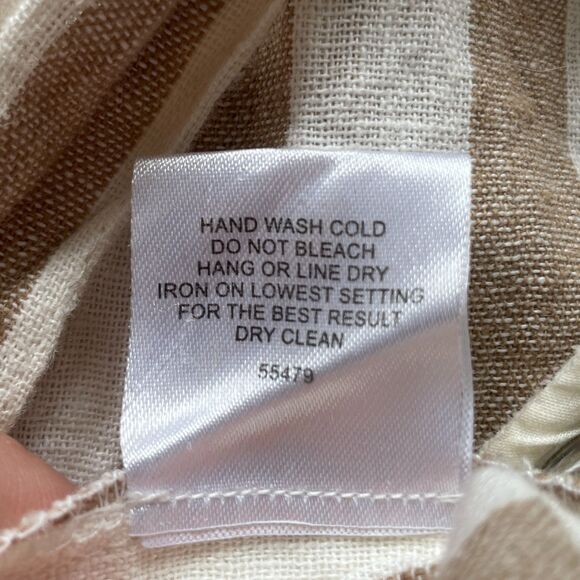 HAND WASH COLD
DO NOT BLEACH
HANG OR LINE DRY
IRON ON LOWEST SETTING
FOR THE BEST RESULT
DRY CLEAN
55479